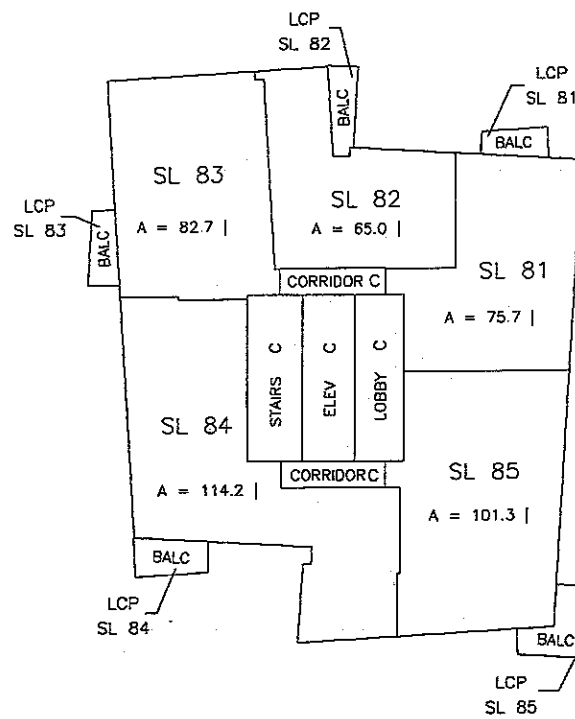 LCP
SL 82
BALC
LCP
SL 81
BALC
SL 83
A = 82.7 |
SL 82
A = 65.0 |
LCP
SL 83
BALC
SL 81
A = 75.7 |
CORRIDOR C
STAIRS C
ELEV C
LOBBY C
CORRIDOR C
SL 84
A = 114.2 |
SL 85
A = 101.3 |
BALC
LCP
SL 84
BALC
LCP
SL 85